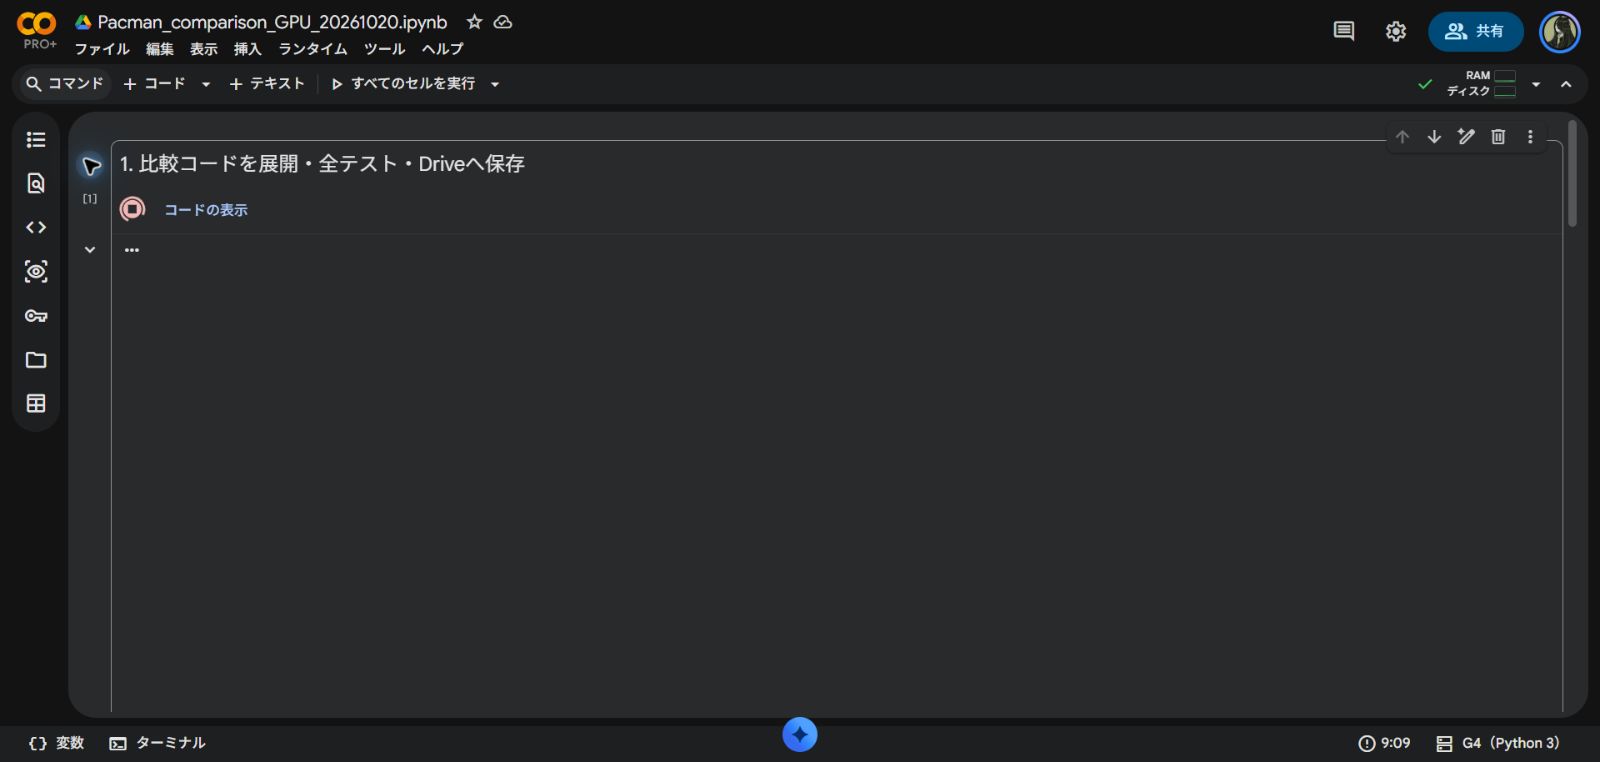 Pacman_comparison_GPU_20261020.ipynb
PRO+
ファイル 編集 表示 挿入 ランタイム ツール ヘルプ
共有
コマンド + コード + テキスト すべてのセルを実行
RAM
ディスク
1. 比較コードを展開・全テスト・Driveへ保存
[1]
コードの表示
...
変数 ターミナル
9:09 G4（Python 3）